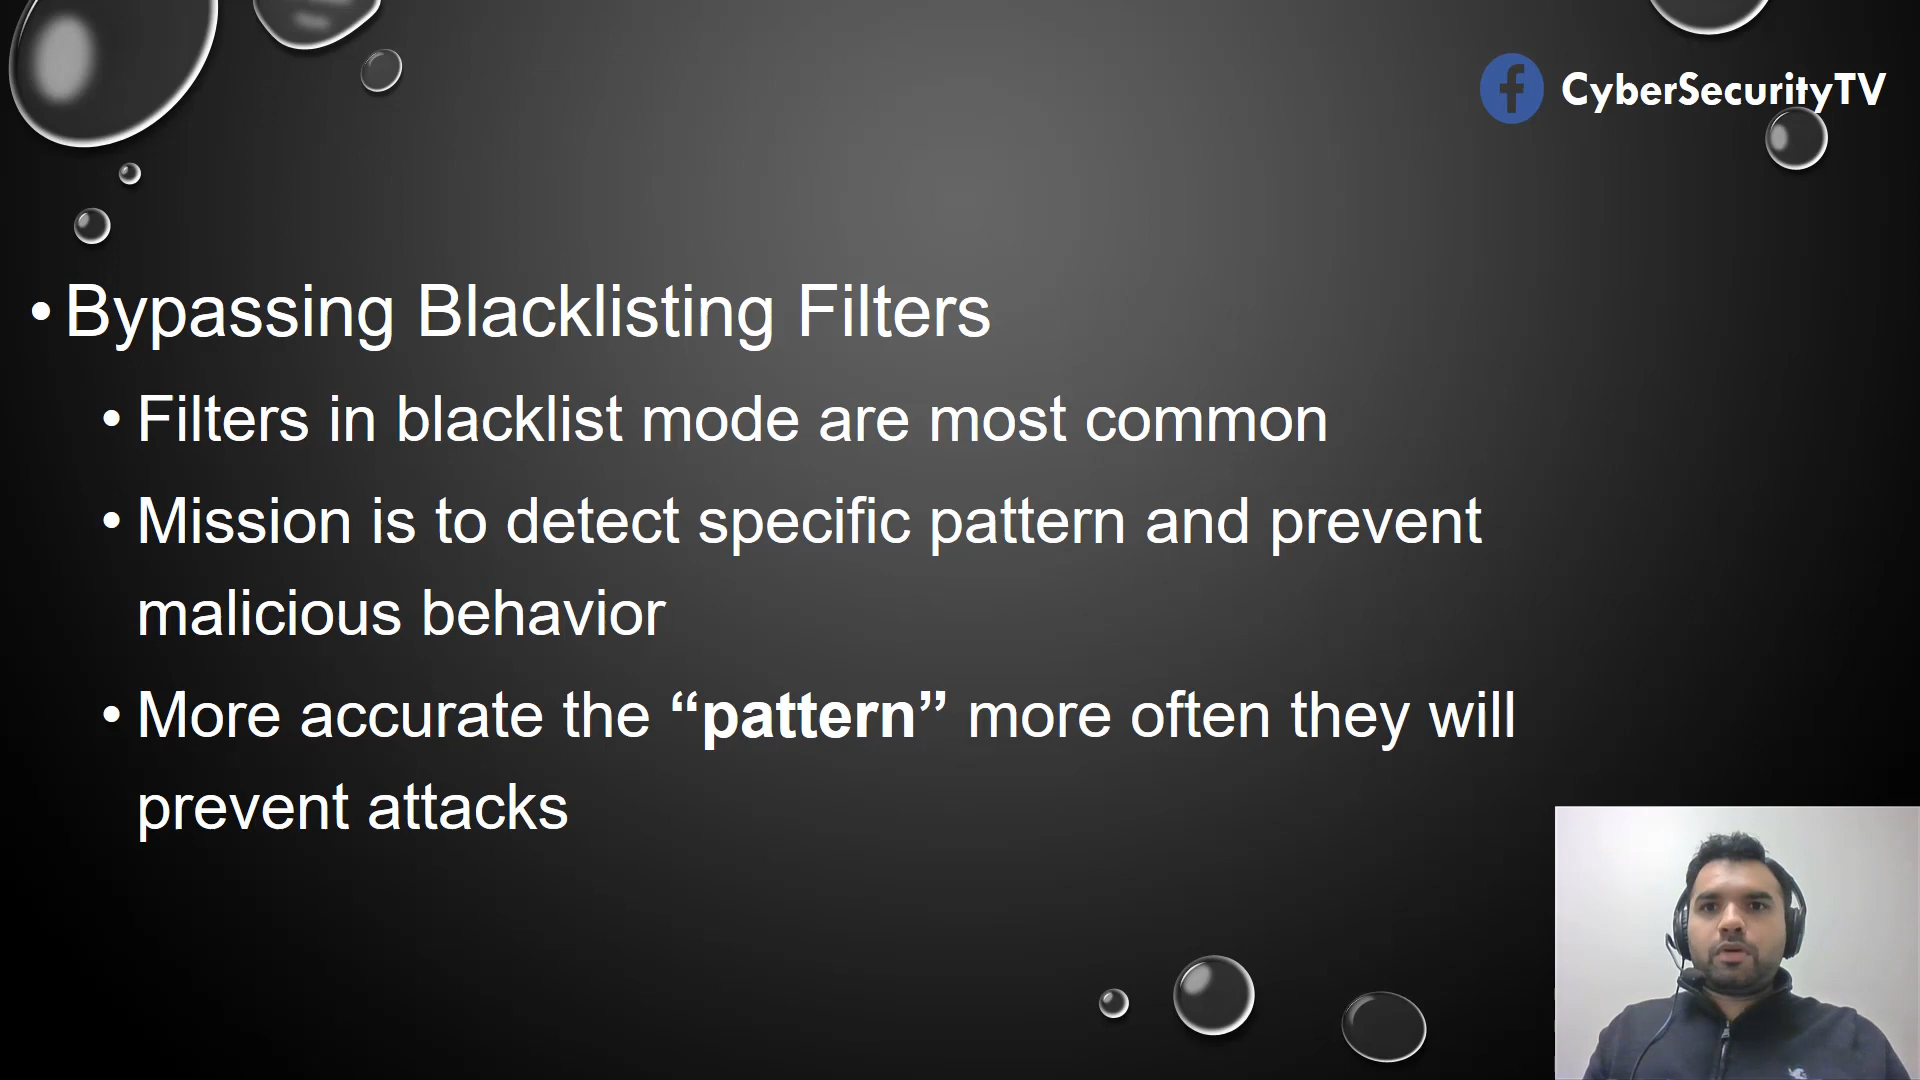 CyberSecurityTV
• Bypassing Blacklisting Filters
• Filters in blacklist mode are most common
• Mission is to detect specific pattern and prevent
malicious behavior
• More accurate the “pattern” more often they will
prevent attacks